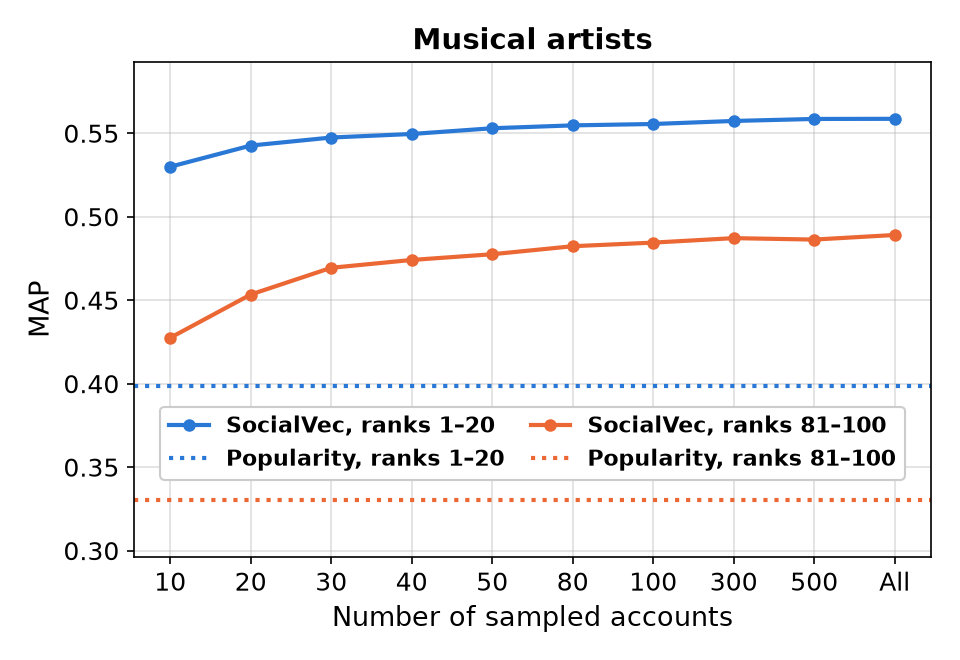 Musical artists
MAP
0.55
0.50
0.45
0.40
0.35
0.30
SocialVec, ranks 1–20
SocialVec, ranks 81–100
Popularity, ranks 1–20
Popularity, ranks 81–100
10 20 30 40 50 80 100 300 500 All
Number of sampled accounts